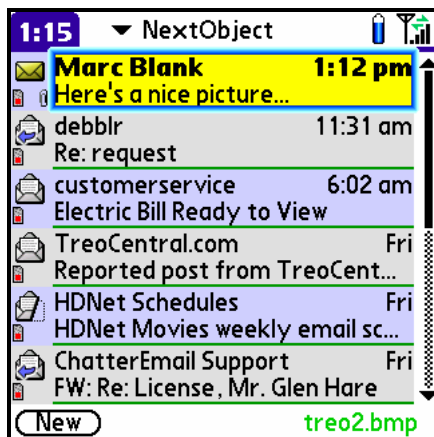 1:15 NextObject
Marc Blank 1:12 pm
Here's a nice picture...
debblr 11:31 am
Re: request
customerservice 6:02 am
Electric Bill Ready to View
TreoCentral.com Fri
Reported post from TreoCent...
HDNet Schedules Fri
HDNet Movies weekly email sc...
ChatterEmail Support Fri
FW: Re: License, Mr. Glen Hare
New treo2.bmp